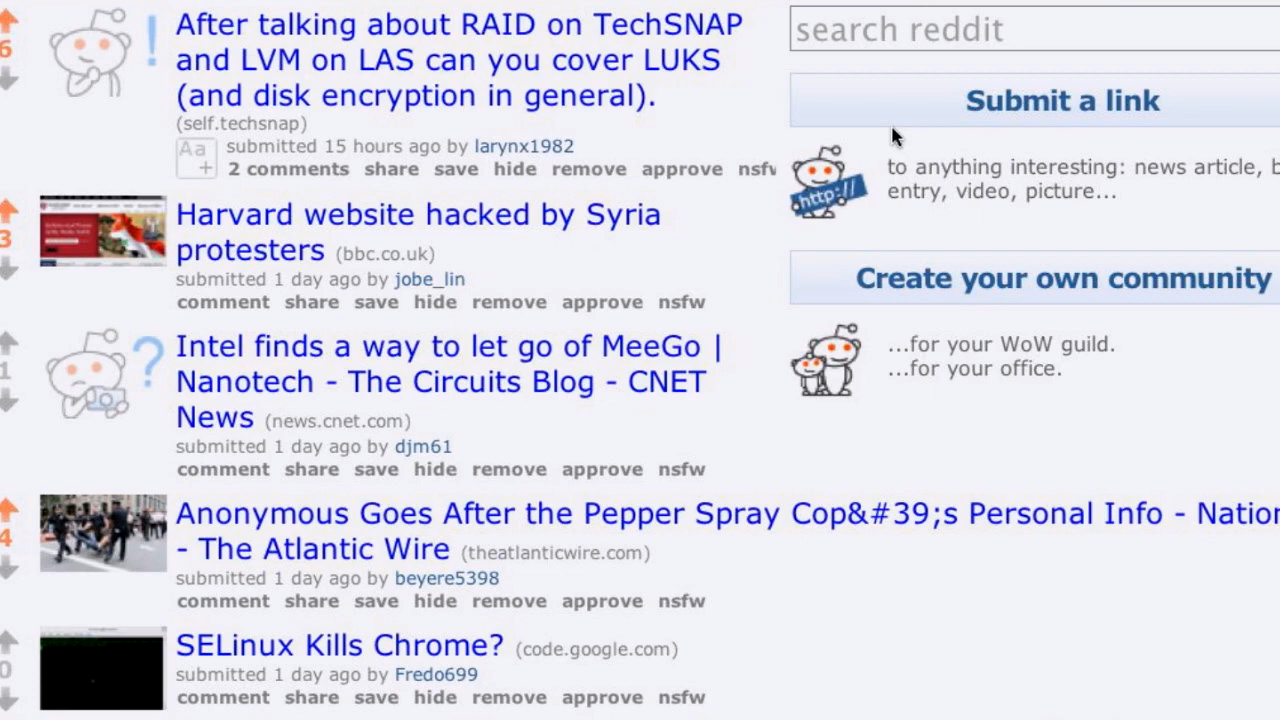 6
After talking about RAID on TechSNAP
and LVM on LAS can you cover LUKS
(and disk encryption in general).
(self.techsnap)
Aa
+
submitted 15 hours ago by larynx1982
2 comments share save hide remove approve nsfw
3
Harvard website hacked by Syria
protesters (bbc.co.uk)
submitted 1 day ago by jobe_lin
comment share save hide remove approve nsfw
1
Intel finds a way to let go of MeeGo |
Nanotech - The Circuits Blog - CNET
News (news.cnet.com)
submitted 1 day ago by djm61
comment share save hide remove approve nsfw
4
Anonymous Goes After the Pepper Spray Cop&#39;s Personal Info - Nation
- The Atlantic Wire (theatlanticwire.com)
submitted 1 day ago by beyere5398
comment share save hide remove approve nsfw
0
SELinux Kills Chrome? (code.google.com)
submitted 1 day ago by Fredo699
comment share save hide remove approve nsfw
search reddit
Submit a link
http://
to anything interesting: news article, b
entry, video, picture...
Create your own community
...for your WoW guild.
...for your office.